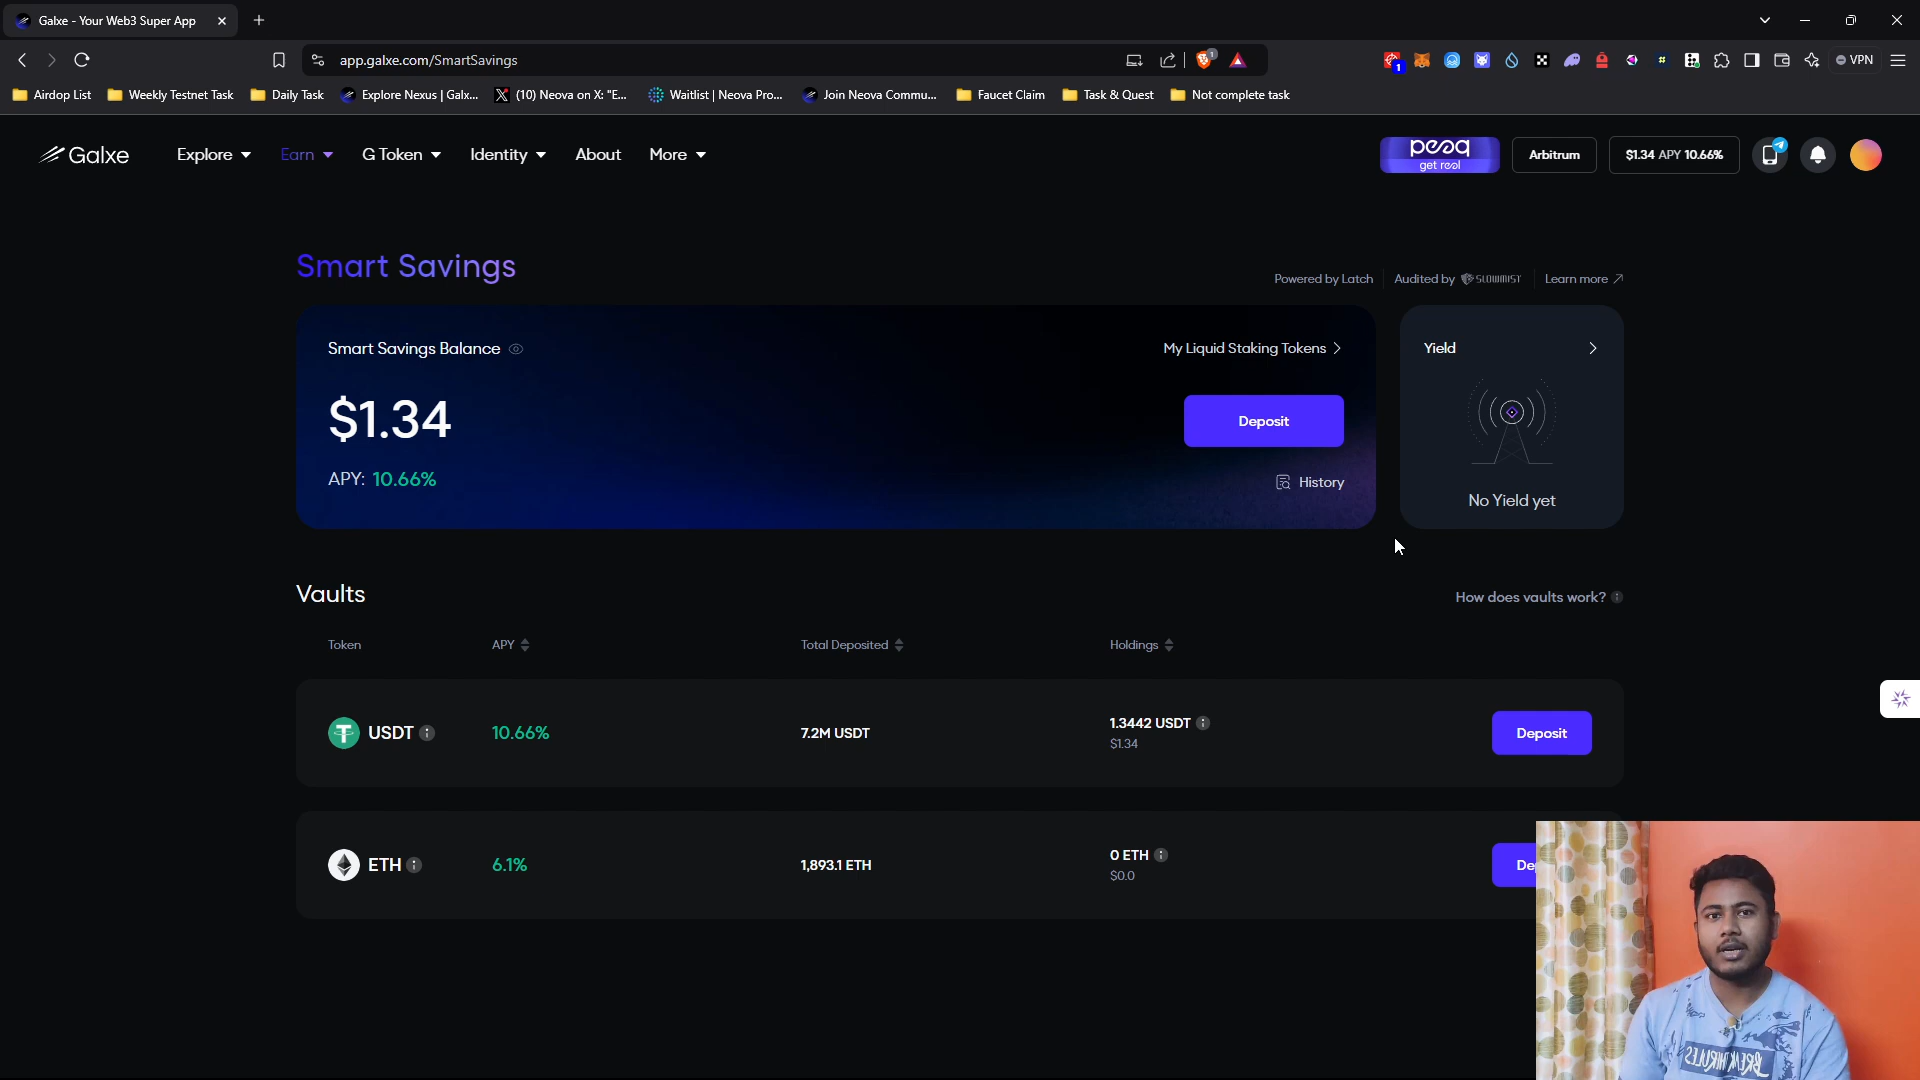 Galxe - Your Web3 Super App
app.galxe.com/SmartSavings
1
1
VPN
Airdop List
Weekly Testnet Task
Daily Task
Explore Nexus | Galx...
(10) Neova on X: "E...
Waitlist | Neova Pro...
Join Neova Commu...
Faucet Claim
Task & Quest
Not complete task
Galxe
Explore
Earn
G Token
Identity
About
More
peaq
get real
Arbitrum
$1.34 APY 10.66%
Smart Savings
Powered by Latch
Audited by SLOWMIST
Learn more
Smart Savings Balance
My Liquid Staking Tokens
$1.34
Deposit
APY: 10.66%
History
Yield
No Yield yet
Vaults
How does vaults work?
Token
APY
Total Deposited
Holdings
USDT
10.66%
7.2M USDT
1.3442 USDT
$1.34
Deposit
ETH
6.1%
1,893.1 ETH
0 ETH
$0.0